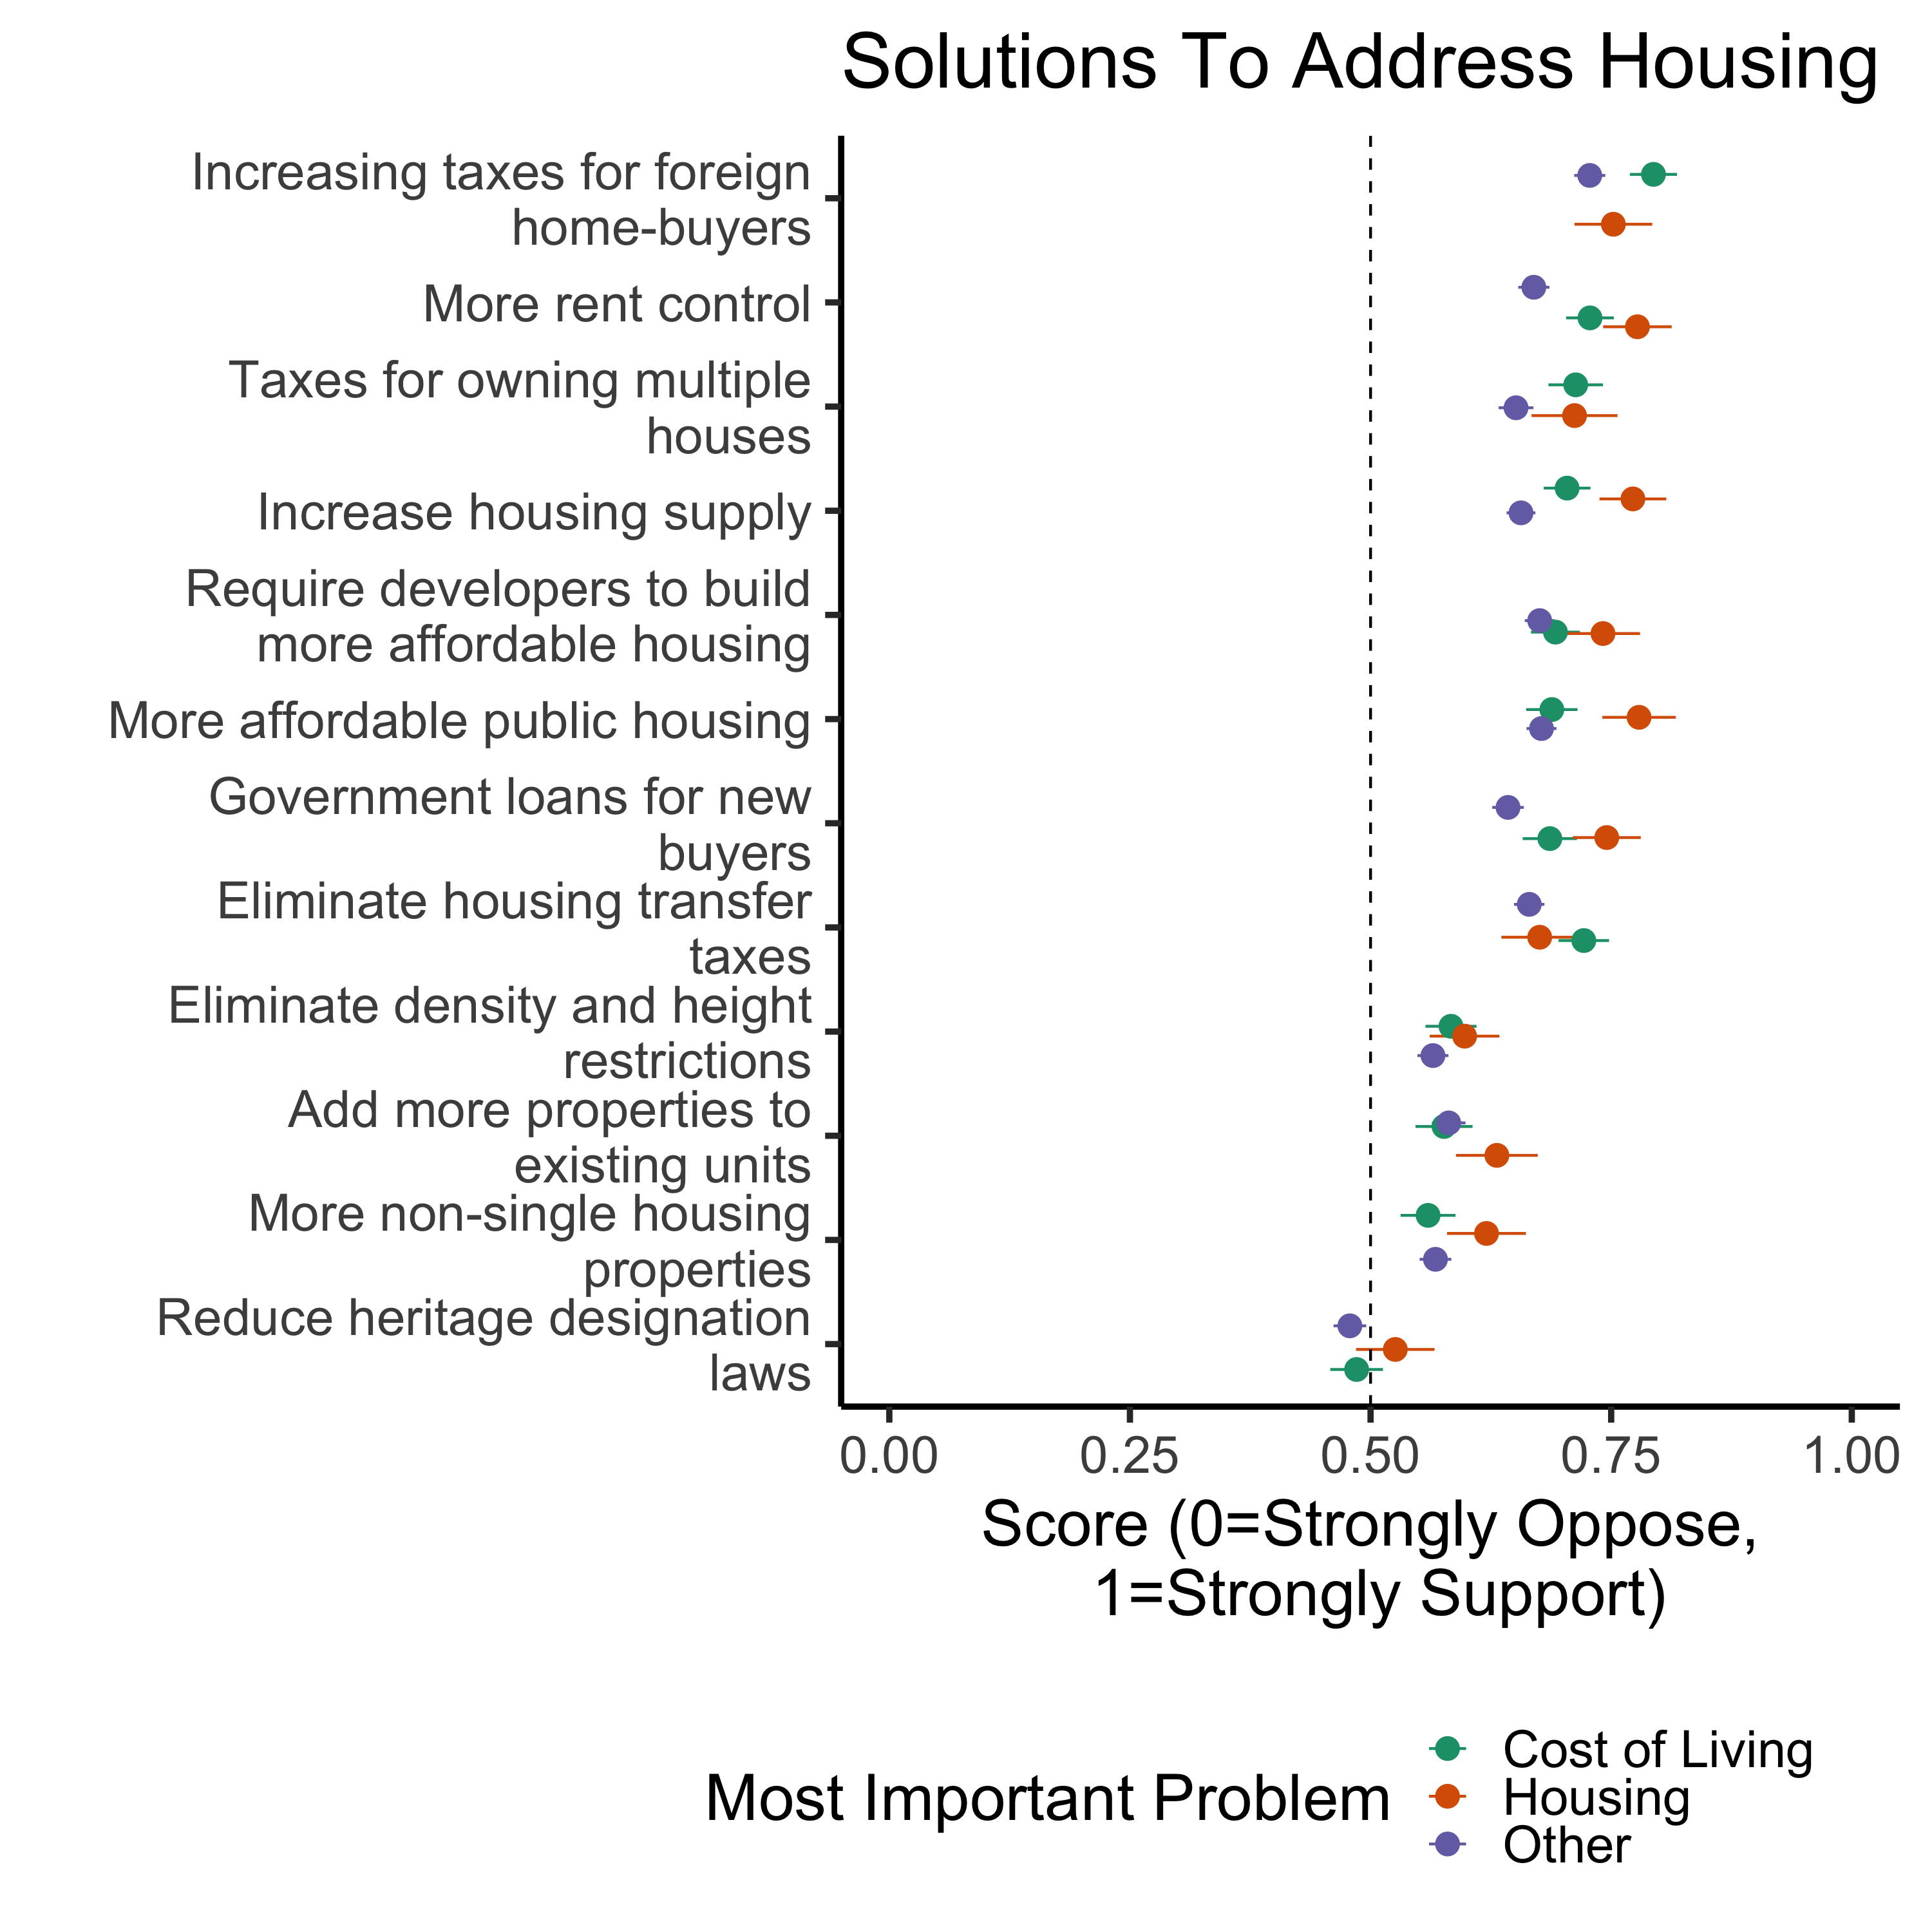 Solutions To Address Housing
Increasing taxes for foreign
home-buyers
More rent control
Taxes for owning multiple
houses
Increase housing supply
Require developers to build
more affordable housing
More affordable public housing
Government loans for new
buyers
Eliminate housing transfer
taxes
Eliminate density and height
restrictions
Add more properties to
existing units
More non-single housing
properties
Reduce heritage designation
laws
0.00 0.25 0.50 0.75 1.00
Score (0=Strongly Oppose,
1=Strongly Support)
Most Important Problem
Cost of Living
Housing
Other